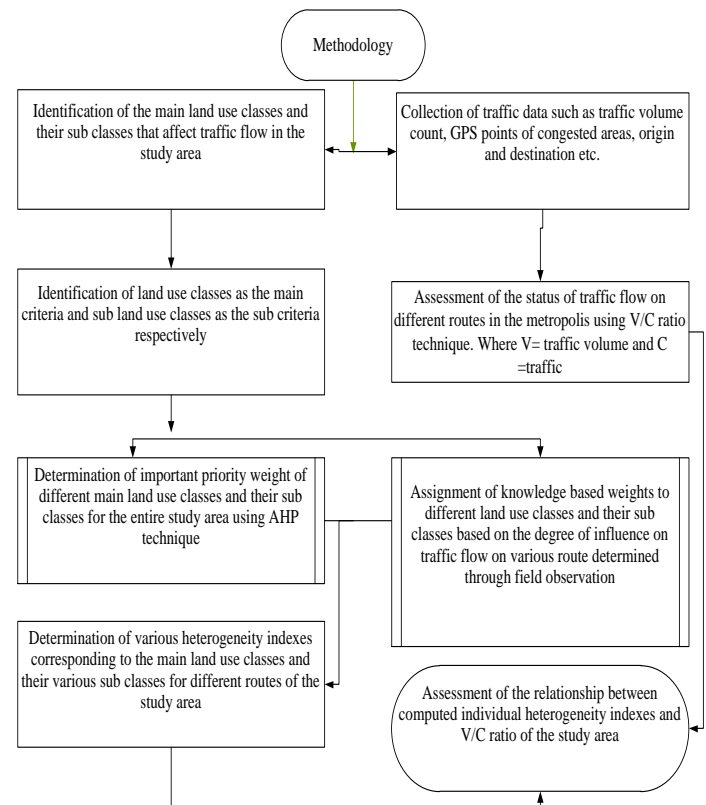 Methodology
Identification of the main land use classes and
their sub classes that affect traffic flow in the
study area
Collection of traffic data such as traffic volume
count, GPS points of congested areas, origin
and destination etc.
Identification of land use classes as the main
criteria and sub land use classes as the sub criteria
respectively
Assessment of the status of traffic flow on
different routes in the metropolis using V/C ratio
technique. Where V= traffic volume and C
=traffic
Determination of important priority weight of
different main land use classes and their sub
classes for the entire study area using AHP
technique
Assignment of knowledge based weights to
different land use classes and their sub
classes based on the degree of influence on
traffic flow on various route determined
through field observation
Determination of various heterogeneity indexes
corresponding to the main land use classes and
their various sub classes for different routes of the
study area
Assessment of the relationship between
computed individual heterogeneity indexes and
V/C ratio of the study area